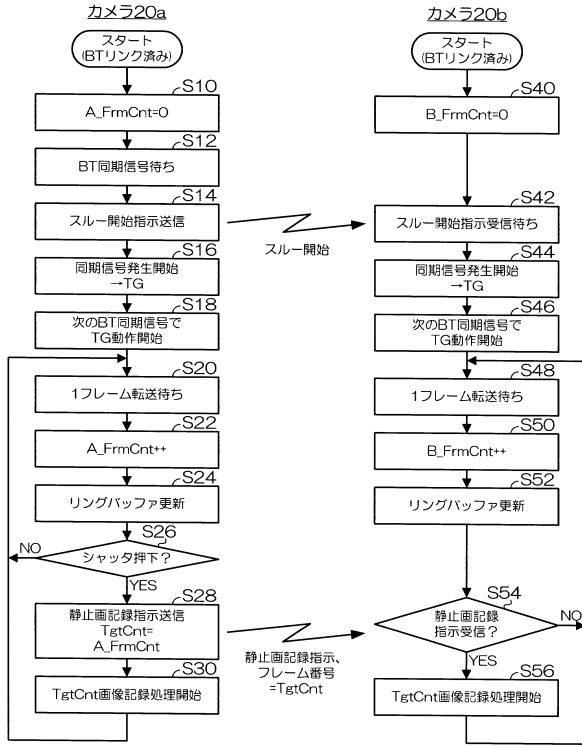 カメラ20a
スタート
(BTリンク済み)
S10
A_FrmCnt=0
S12
BT同期信号待ち
S14
スルー開始指示送信
S16
同期信号発生開始
→TG
S18
次のBT同期信号で
TG動作開始
S20
1フレーム転送待ち
S22
A_FrmCnt++
S24
リングバッファ更新
S26
シャッタ押下?
NO
YES
S28
静止画記録指示送信
TgtCnt=
A_FrmCnt
S30
TgtCnt画像記録処理開始
スルー開始
静止画記録指示、
フレーム番号
=TgtCnt
カメラ20b
スタート
(BTリンク済み)
S40
B_FrmCnt=0
S42
スルー開始指示受信待ち
S44
同期信号発生開始
→TG
S46
次のBT同期信号で
TG動作開始
S48
1フレーム転送待ち
S50
B_FrmCnt++
S52
リングバッファ更新
S54
静止画記録
指示受信?
NO
YES
S56
TgtCnt画像記録処理開始